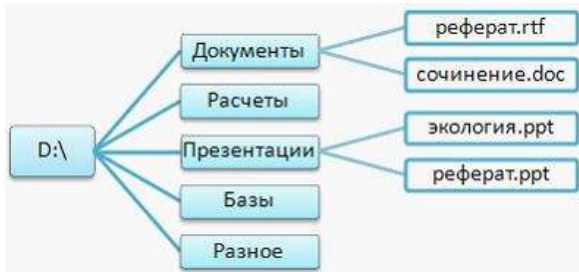 D:\
Документы
Расчеты
Презентации
Базы
Разное
реферат.rtf
сочинение.doc
экология.ppt
реферат.ppt